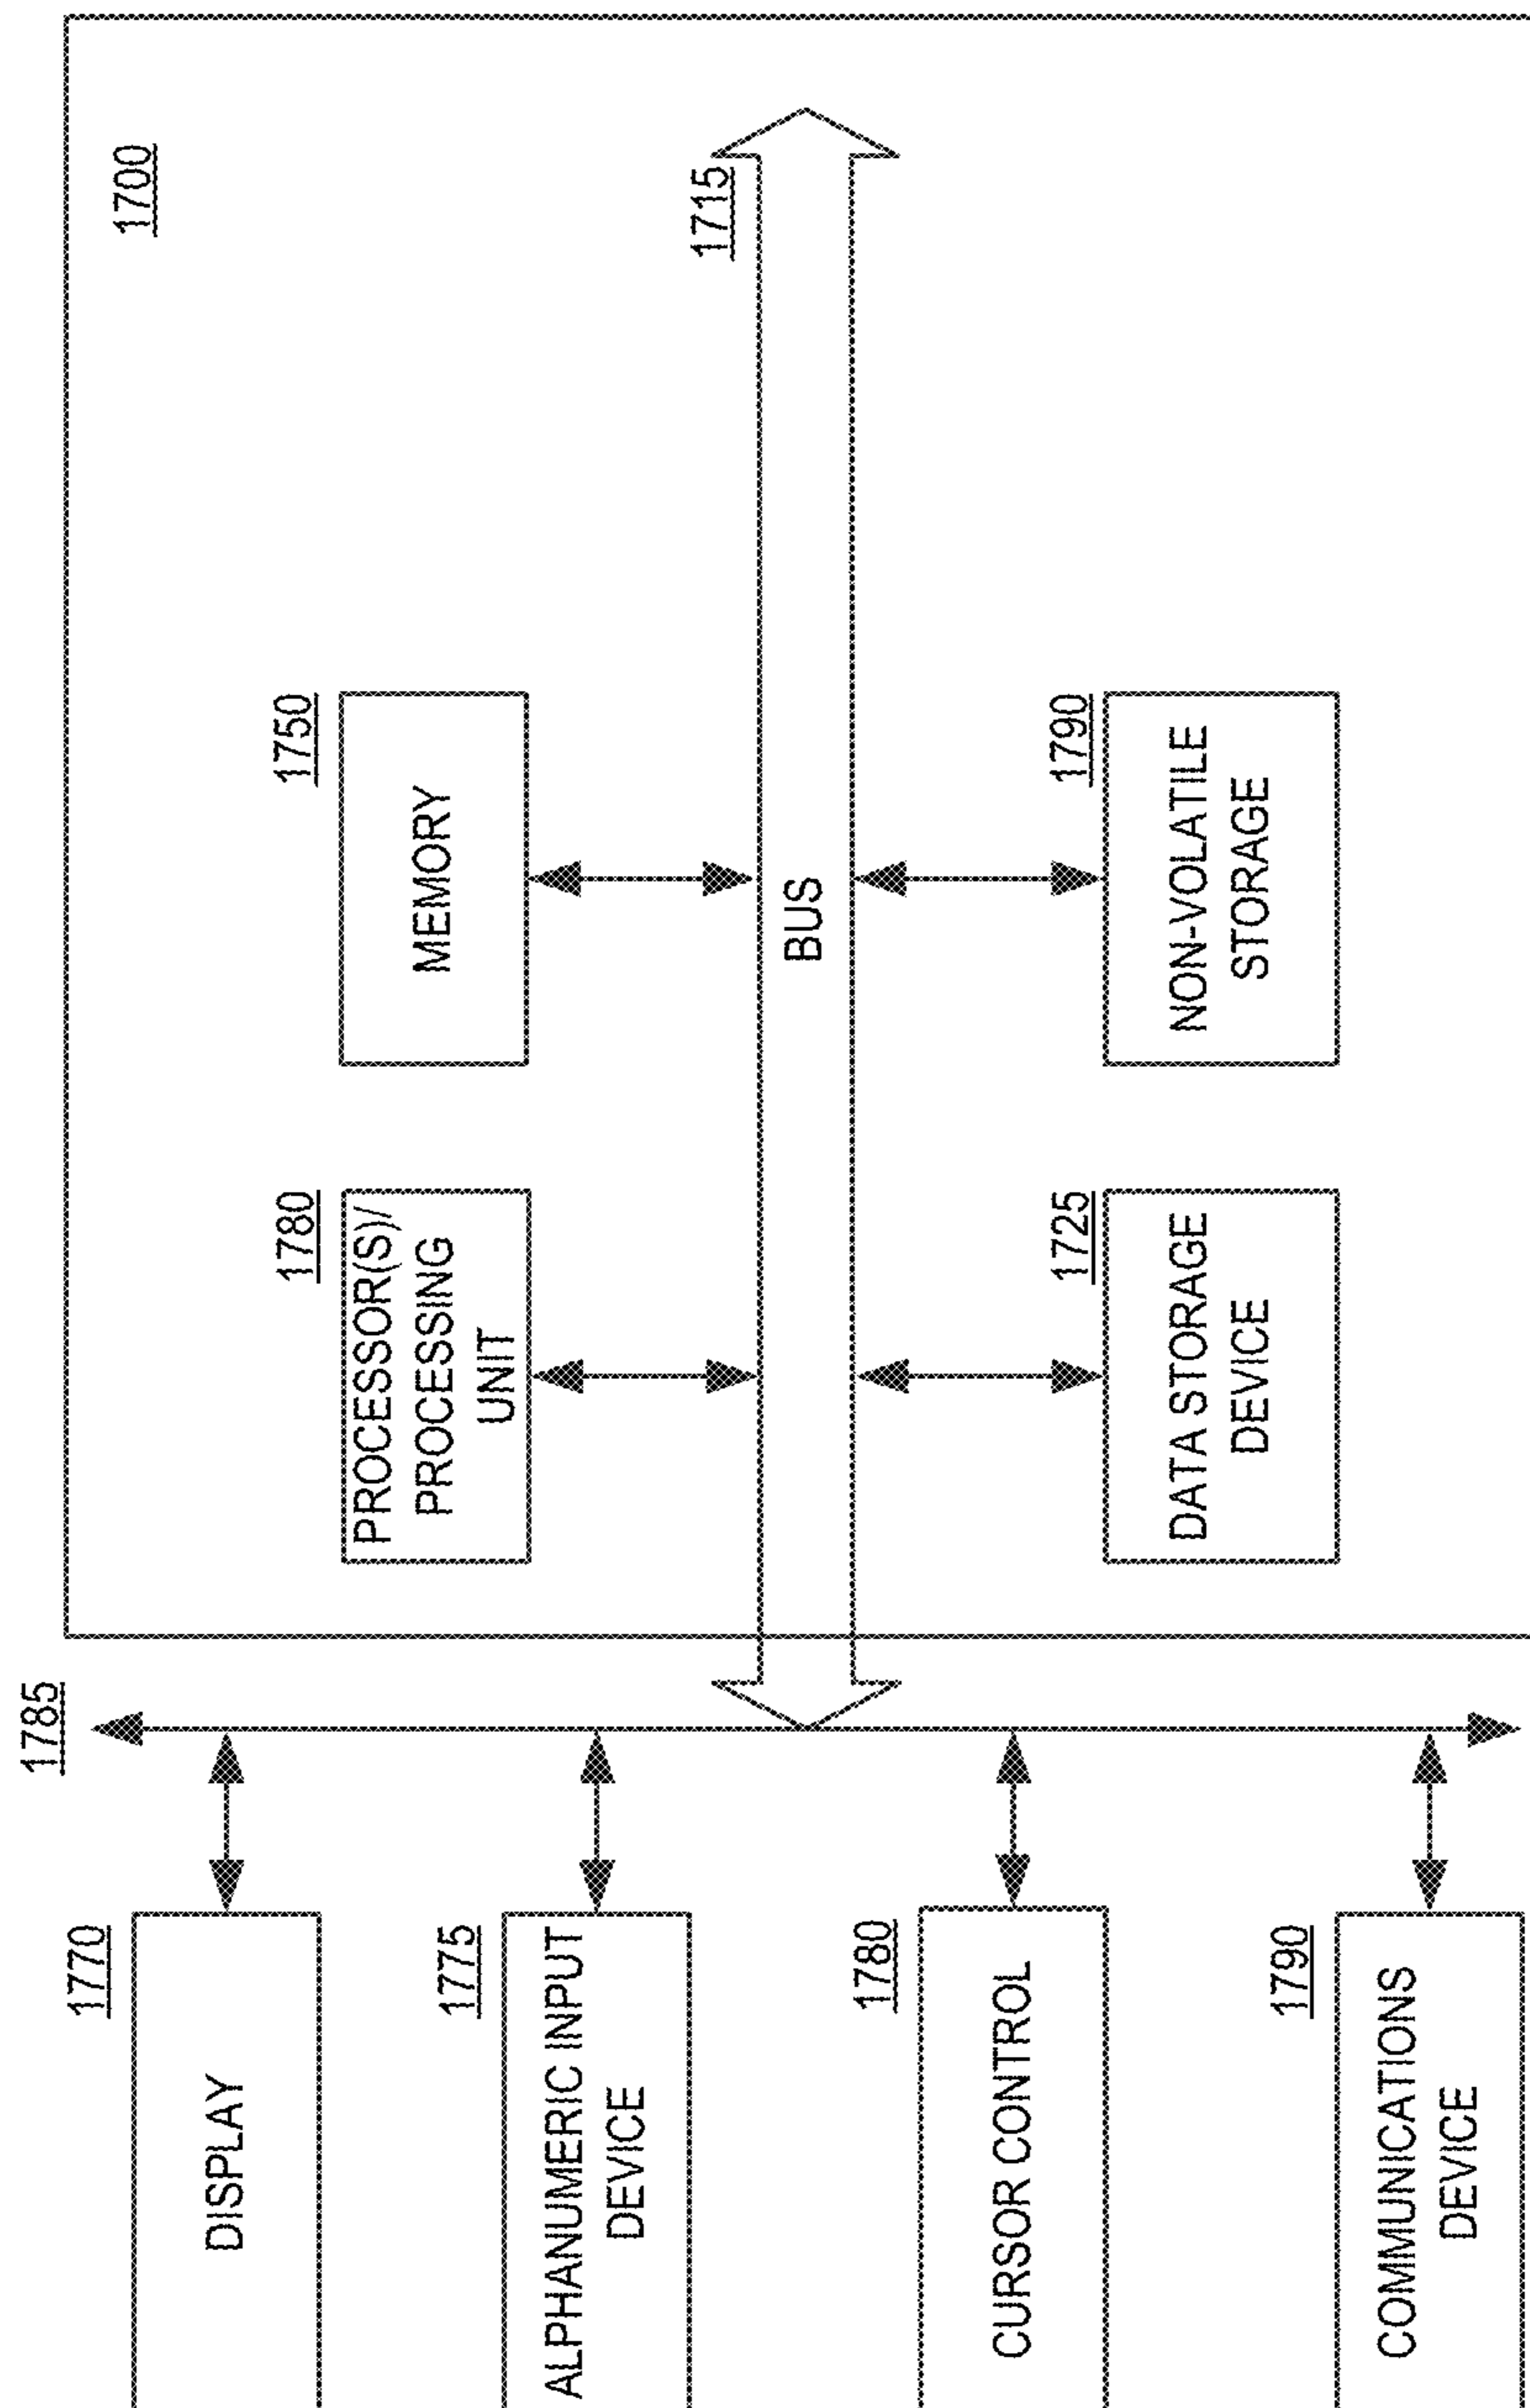 1700
1750
MEMORY
1780
PROCESSOR(S)/
PROCESSING
UNIT
1715
BUS
1790
NON-VOLATILE
STORAGE
1725
DATA STORAGE
DEVICE
1785
1770
DISPLAY
1775
ALPHANUMERIC INPUT
DEVICE
1780
CURSOR CONTROL
1790
COMMUNICATIONS
DEVICE